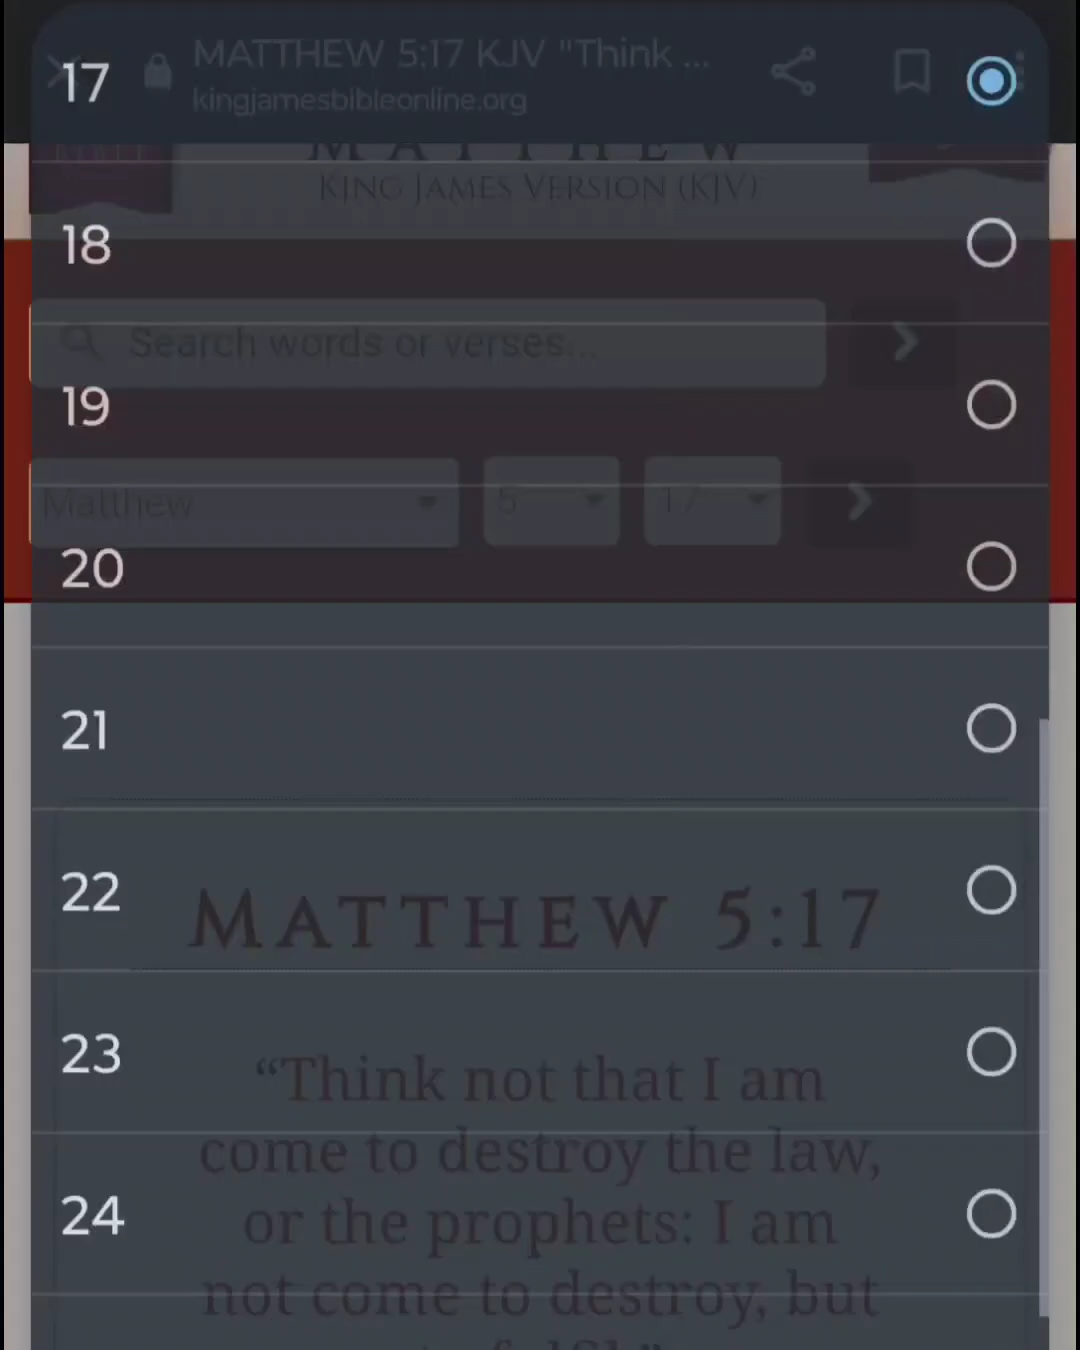 17
MATTHEW 5:17 KJV "Think ...
kingjamesbibleonline.org
MATTHEW
KING JAMES VERSION (KJV)
18
Search words or verses...
19
Matthew
5
17
20
21
22
MATTHEW 5:17
23
“Think not that I am
come to destroy the law,
24
or the prophets: I am
not come to destroy, but